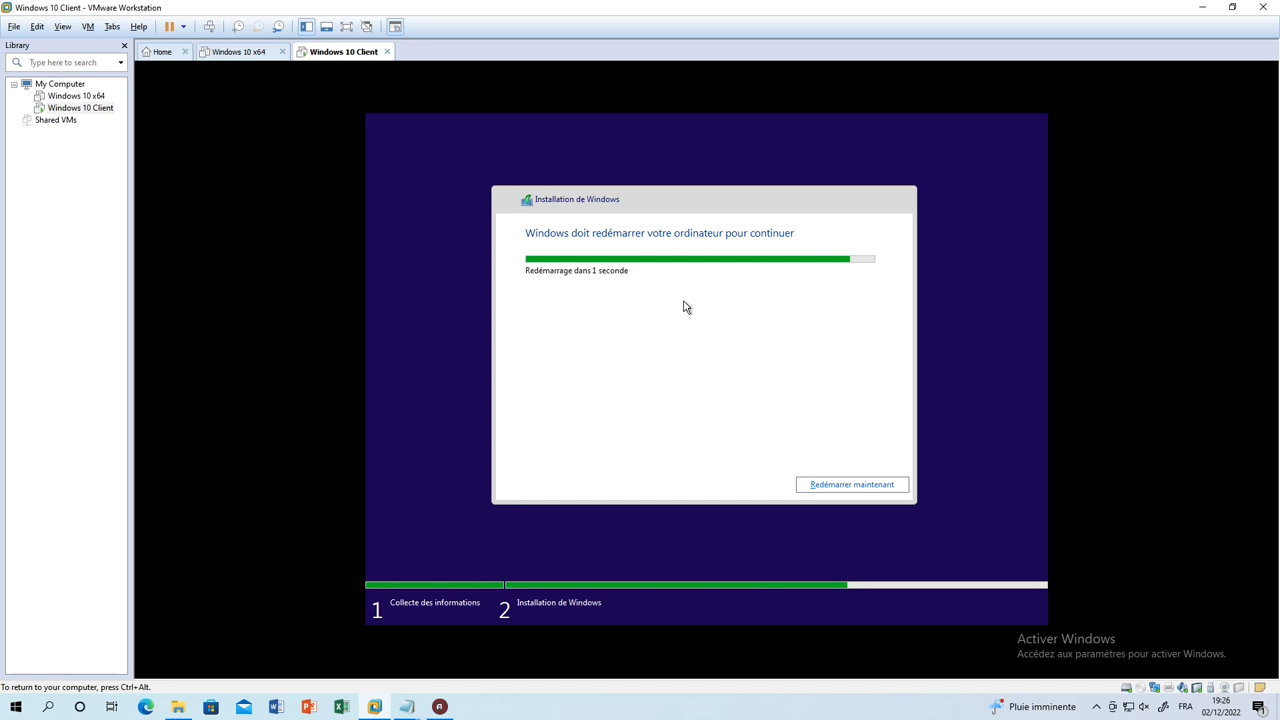 Windows 10 Client - VMware Workstation
File Edit View VM Tabs Help
Library
Type here to search
Home
Windows 10 x64
Windows 10 Client
My Computer
Windows 10 x64
Windows 10 Client
Shared VMs
Installation de Windows
Windows doit redémarrer votre ordinateur pour continuer
Redémarrage dans 1 seconde
Redémarrer maintenant
1 Collecte des informations
2 Installation de Windows
Activer Windows
Accédez aux paramètres pour activer Windows.
To return to your computer, press Ctrl+Alt.
Pluie imminente
FRA
19:26
02/12/2022